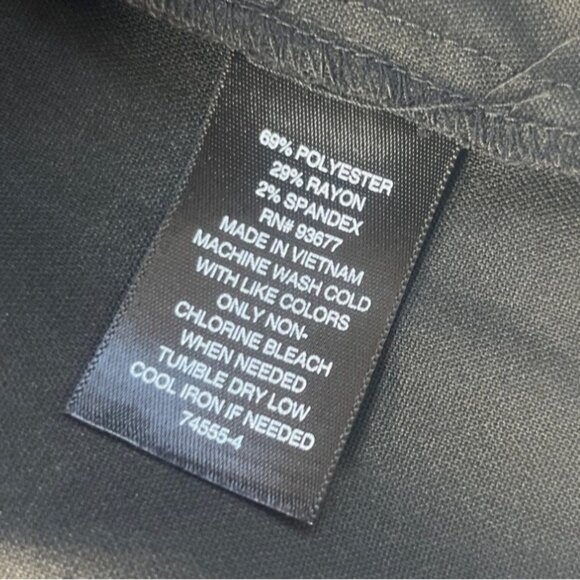 69% POLYESTER
29% RAYON
2% SPANDEX
RN# 93677
MADE IN VIETNAM
MACHINE WASH COLD
WITH LIKE COLORS
ONLY NON-
CHLORINE BLEACH
WHEN NEEDED
TUMBLE DRY LOW
COOL IRON IF NEEDED
74555-4